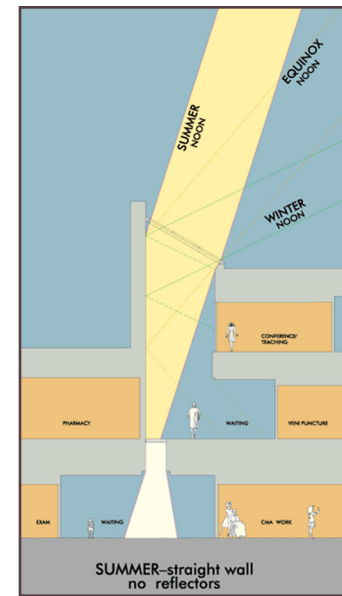 SUMMER
NOON
EQUINOX
NOON
WINTER
NOON
CONFERENCE/
TEACHING
PHARMACY
WAITING
VENI PUNCTURE
EXAM
WAITING
CMA WORK
SUMMER–straight wall
no reflectors